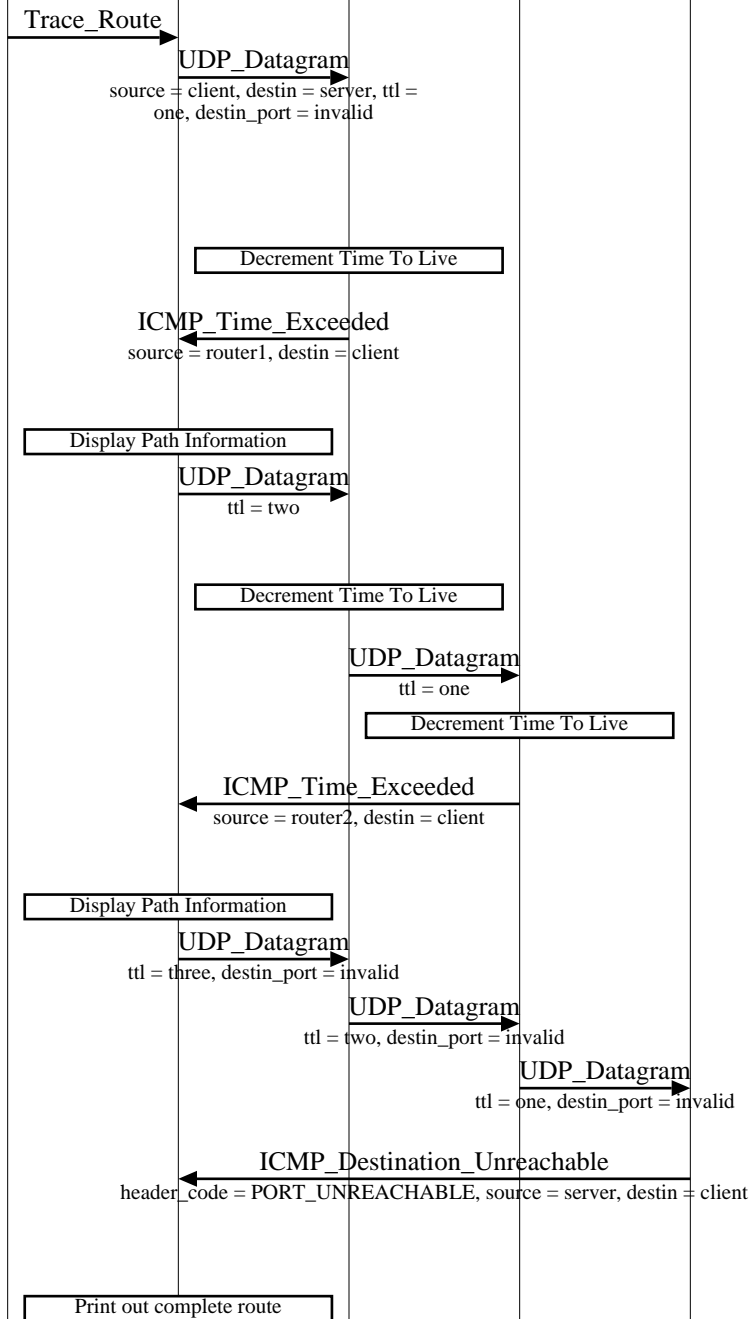 Trace_Route
UDP_Datagram
source = client, destin = server, ttl =
one, destin_port = invalid
Decrement Time To Live
ICMP_Time_Exceeded
source = router1, destin = client
Display Path Information
UDP_Datagram
ttl = two
Decrement Time To Live
UDP_Datagram
ttl = one
Decrement Time To Live
ICMP_Time_Exceeded
source = router2, destin = client
Display Path Information
UDP_Datagram
ttl = three, destin_port = invalid
UDP_Datagram
ttl = two, destin_port = invalid
UDP_Datagram
ttl = one, destin_port = invalid
ICMP_Destination_Unreachable
header_code = PORT_UNREACHABLE, source = server, destin = client
Print out complete route